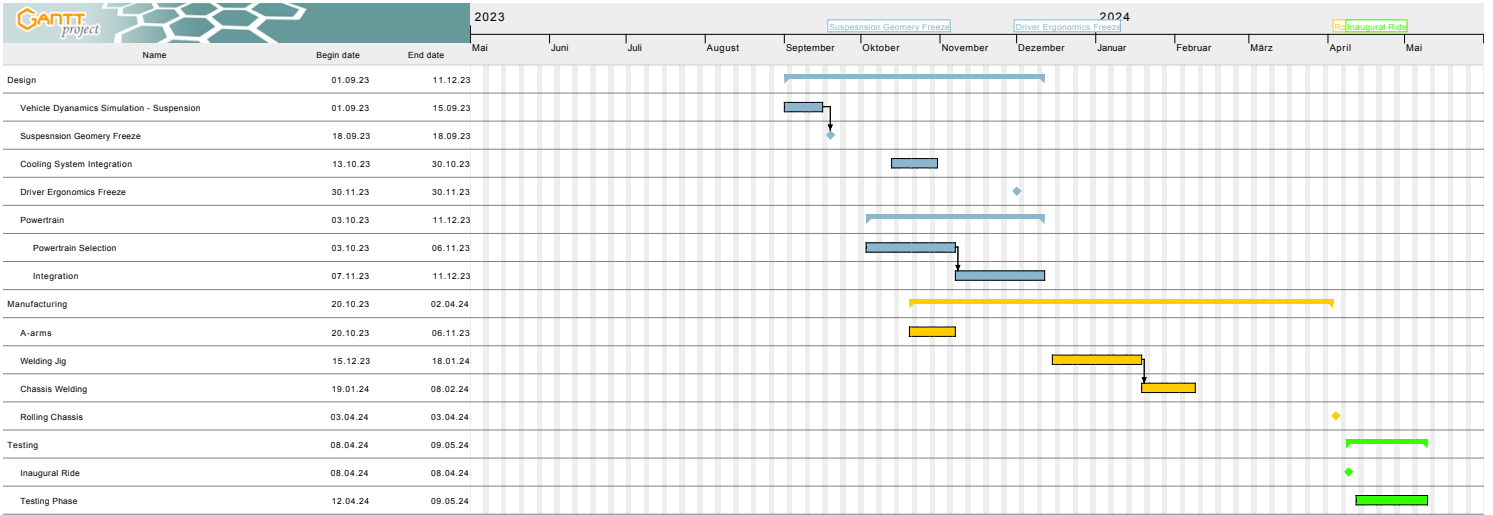 GANTT project
2023 2024
Suspesnsion Geomery Freeze Driver Ergonomics Freeze Ro Inaugural Ride
Name Begin date End date Mai Juni Juli August September Oktober November Dezember Januar Februar März April Mai
Design 01.09.23 11.12.23
Vehicle Dyanamics Simulation - Suspension 01.09.23 15.09.23
Suspesnsion Geomery Freeze 18.09.23 18.09.23
Cooling System Integration 13.10.23 30.10.23
Driver Ergonomics Freeze 30.11.23 30.11.23
Powertrain 03.10.23 11.12.23
Powertrain Selection 03.10.23 06.11.23
Integration 07.11.23 11.12.23
Manufacturing 20.10.23 02.04.24
A-arms 20.10.23 06.11.23
Welding Jig 15.12.23 18.01.24
Chassis Welding 19.01.24 08.02.24
Rolling Chassis 03.04.24 03.04.24
Testing 08.04.24 09.05.24
Inaugural Ride 08.04.24 08.04.24
Testing Phase 12.04.24 09.05.24